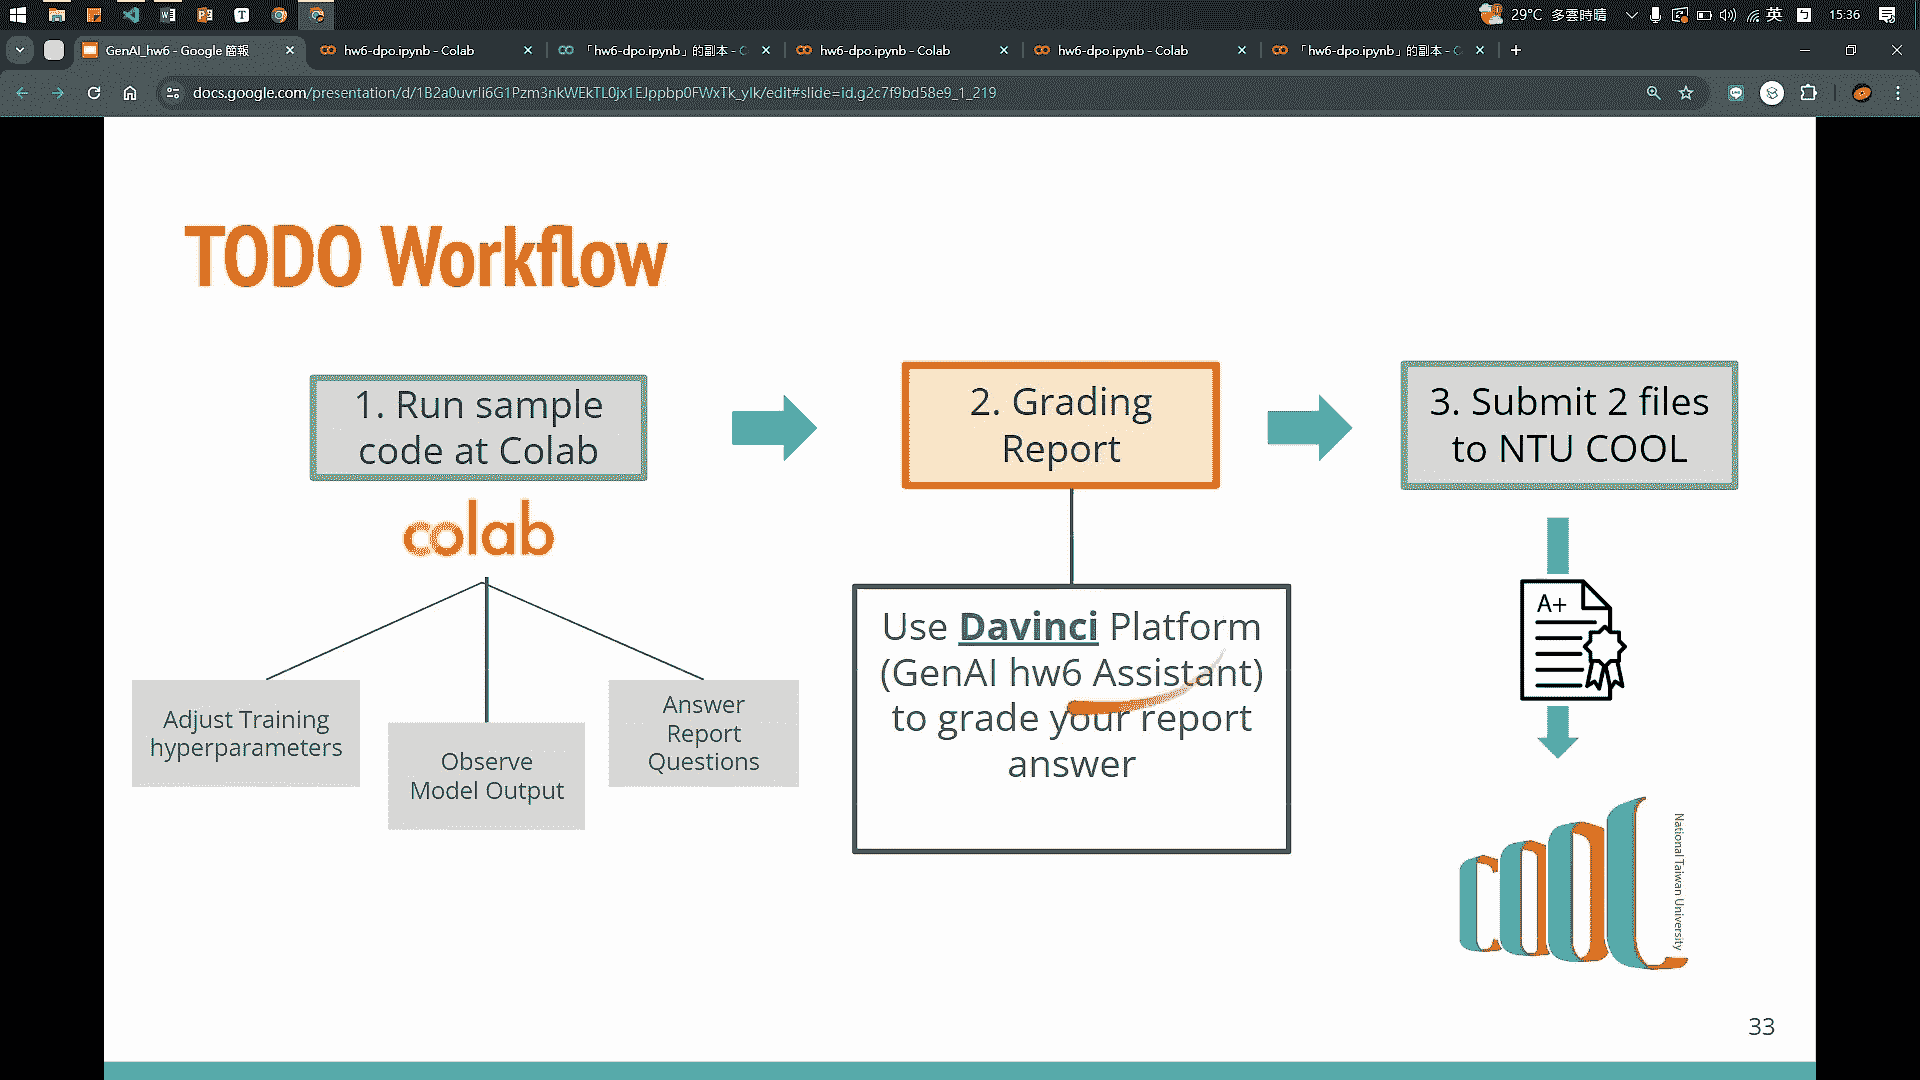 29°C 多雲時晴
英
15:36
GenAI_hw6 - Google 簡報
hw6-dpo.ipynb - Colab
「hw6-dpo.ipynb」的副本 - C
hw6-dpo.ipynb - Colab
hw6-dpo.ipynb - Colab
「hw6-dpo.ipynb」的副本 - C
docs.google.com/presentation/d/1B2a0uvrli6G1Pzm3nkWEkTL0jx1EJppbp0FWxTk_ylk/edit#slide=id.g2c7f9bd58e9_1_219
TODO Workflow
1. Run sample
code at Colab
colab
Adjust Training
hyperparameters
Observe
Model Output
Answer
Report
Questions
2. Grading
Report
Use Davinci Platform
(GenAI hw6 Assistant)
to grade your report
answer
3. Submit 2 files
to NTU COOL
A+
COOL
National Taiwan University
33